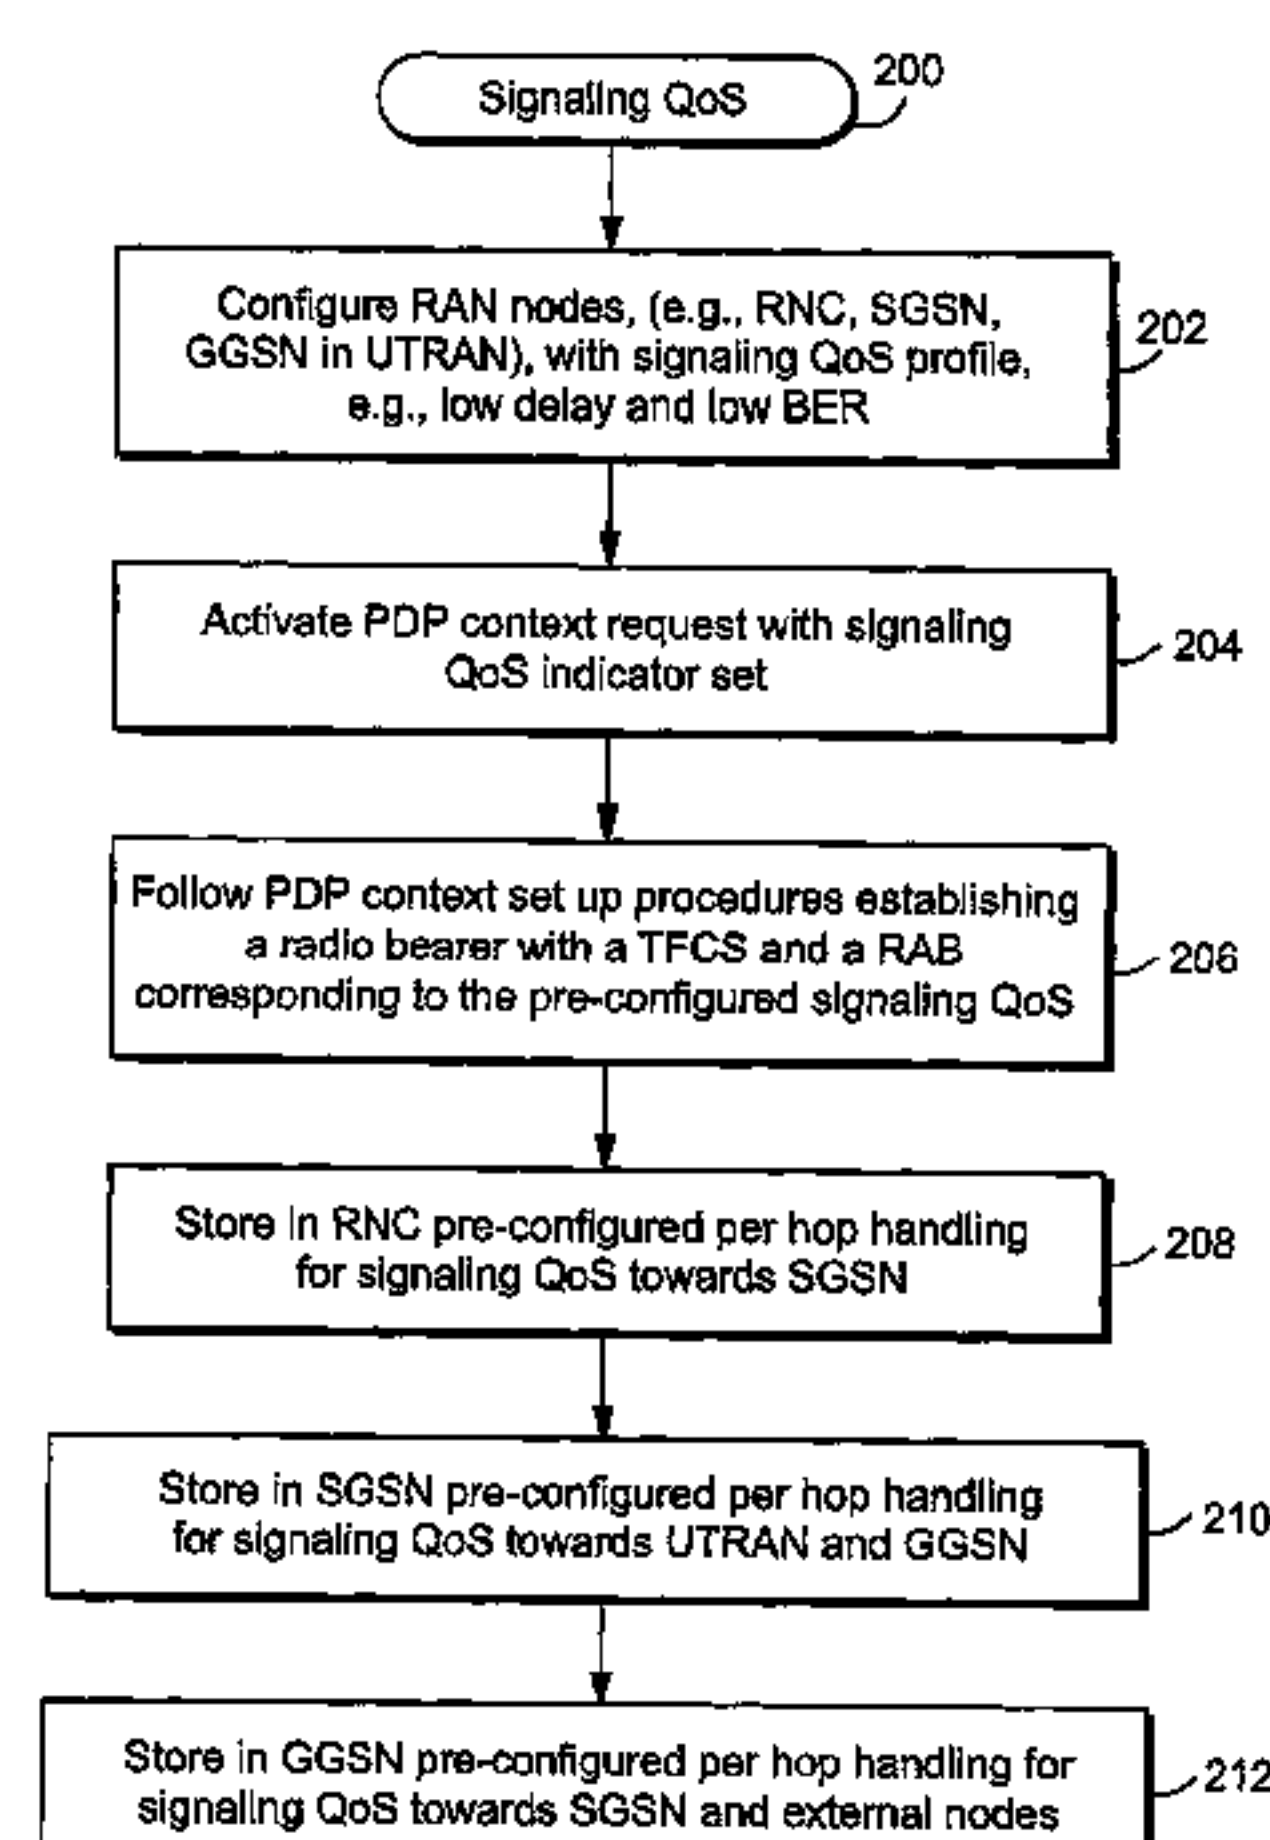 Signaling QoS
200
Configure RAN nodes, (e.g., RNC, SGSN,
GGSN in UTRAN), with signaling QoS profile,
e.g., low delay and low BER
202
Activate PDP context request with signaling
QoS indicator set
204
Follow PDP context set up procedures establishing
a radio bearer with a TFCS and a RAB
corresponding to the pre-configured signaling QoS
206
Store in RNC pre-configured per hop handling
for signaling QoS towards SGSN
208
Store in SGSN pre-configured per hop handling
for signaling QoS towards UTRAN and GGSN
210
Store in GGSN pre-configured per hop handling for
signaling QoS towards SGSN and external nodes
212